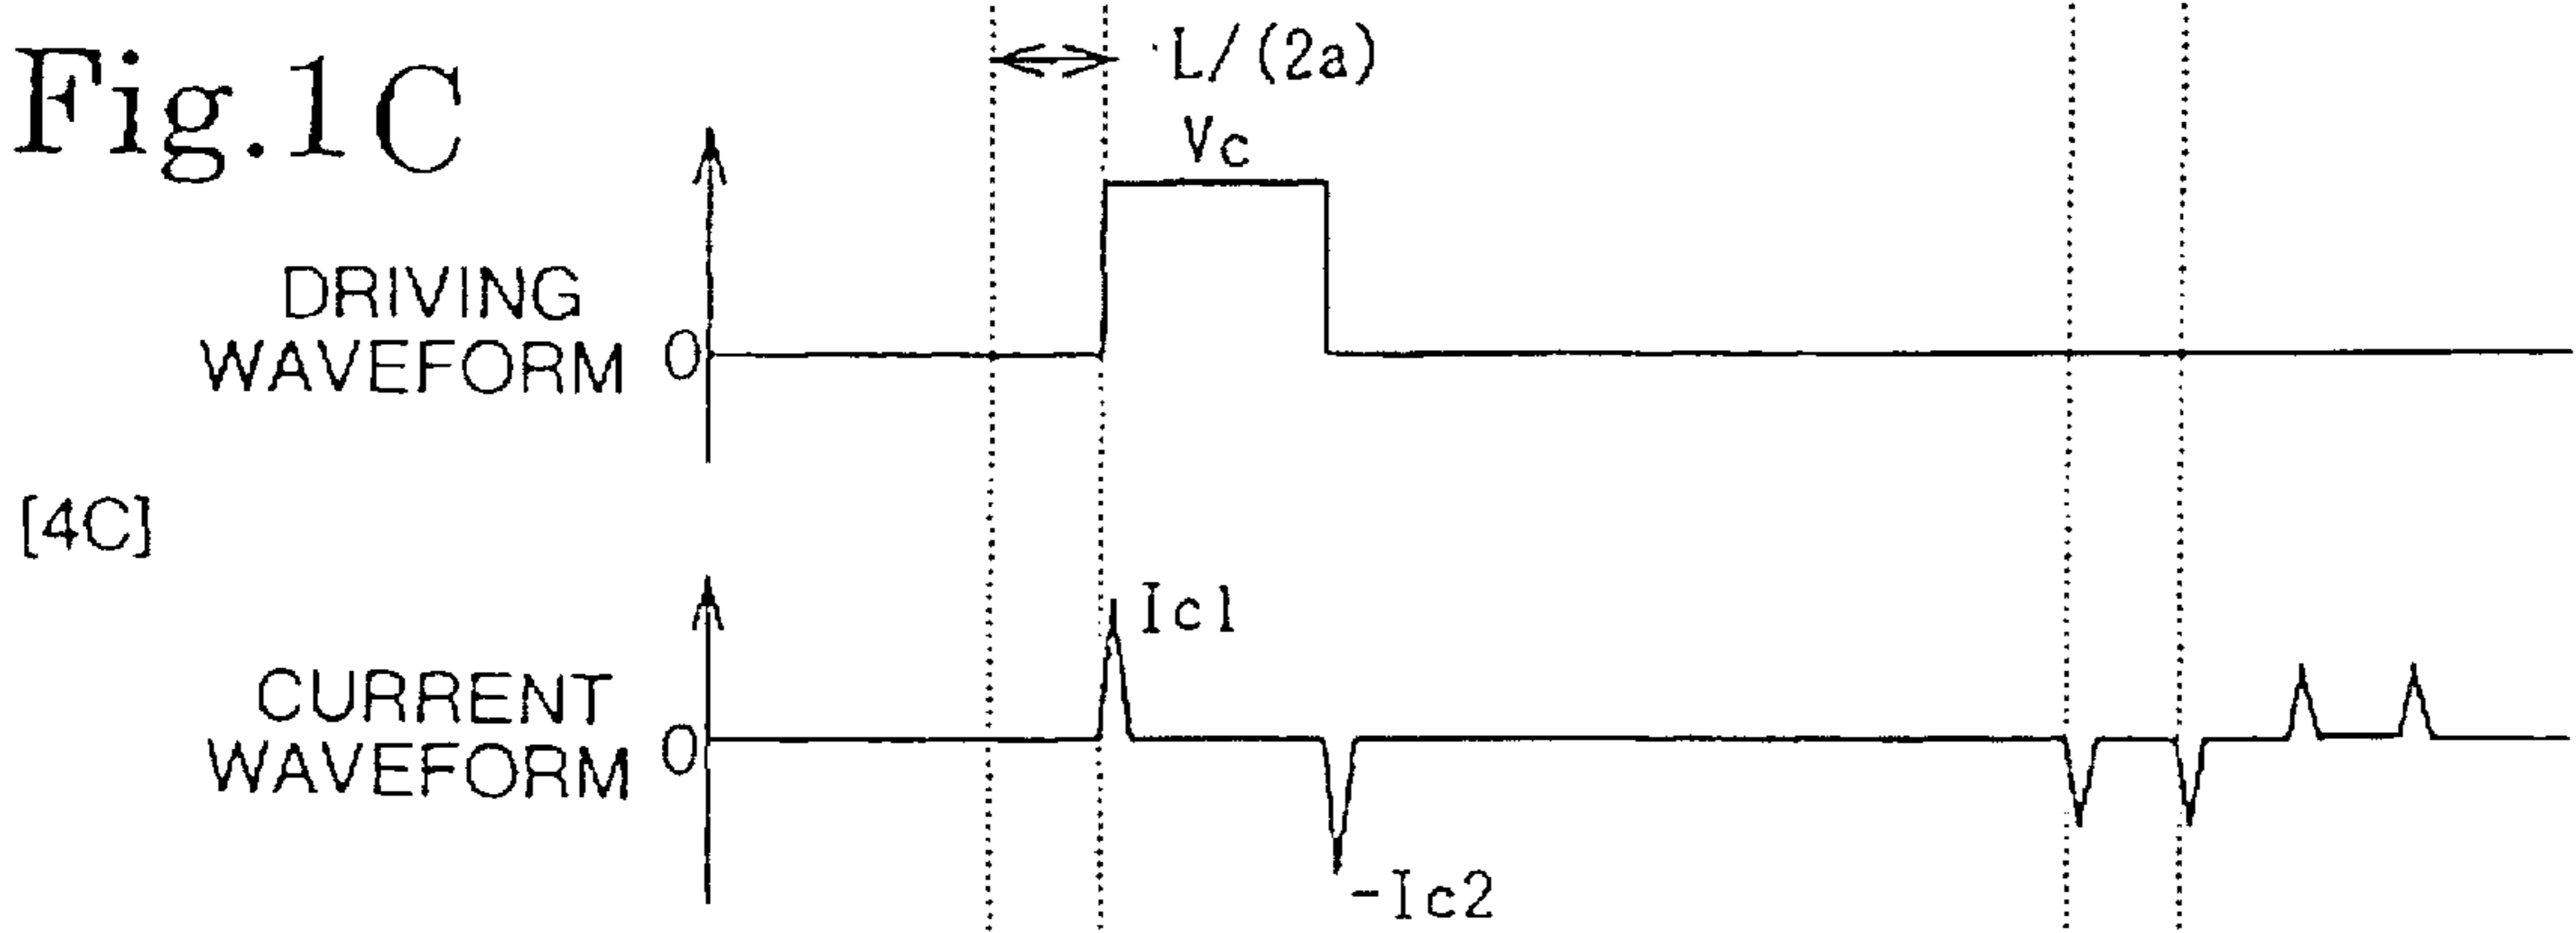 Fig.1C
L/(2a)
Vc
DRIVING
WAVEFORM
0
[4C]
Ic1
CURRENT
WAVEFORM
0
-Ic2